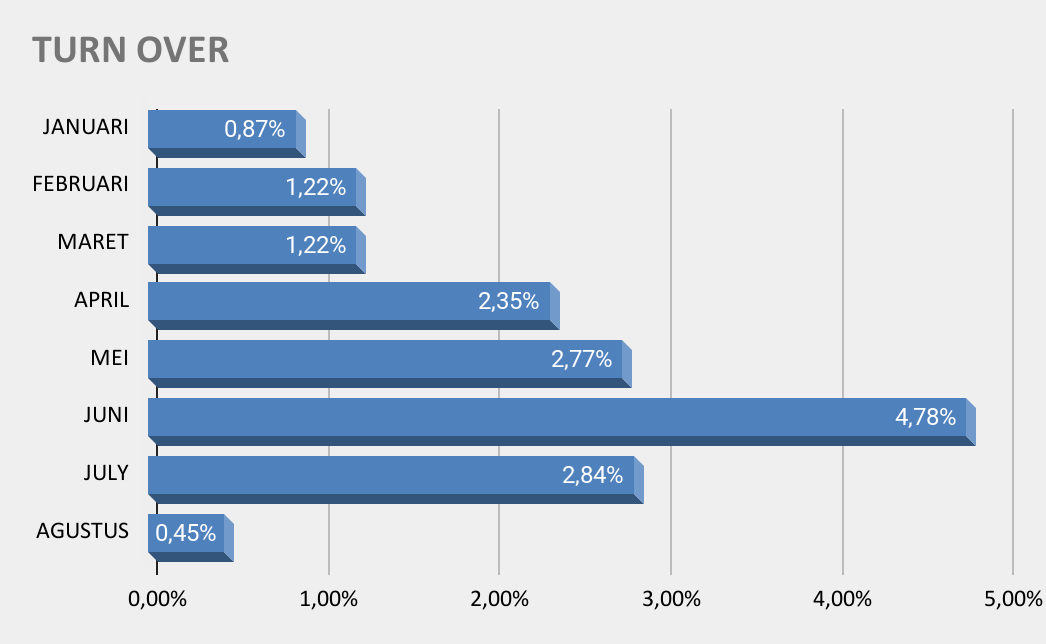 TURN OVER
JANUARI 0,87%
FEBRUARI 1,22%
MARET 1,22%
APRIL 2,35%
MEI 2,77%
JUNI 4,78%
JULY 2,84%
AGUSTUS 0,45%
0,00% 1,00% 2,00% 3,00% 4,00% 5,00%